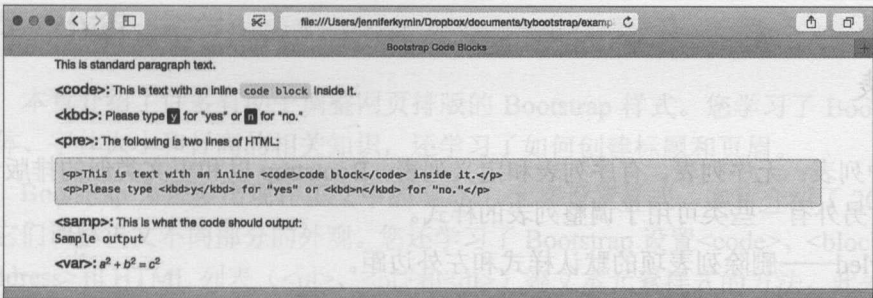 file:///Users/jenniferkyrnin/Dropbox/documents/tybootstrap/examp
Bootstrap Code Blocks
This is standard paragraph text.
<code>: This is text with an inline code block inside it.
<kbd>: Please type y for "yes" or n for "no."
<pre>: The following is two lines of HTML:
<p>This is text with an inline <code>code block</code> inside it.</p>
<p>Please type <kbd>y</kbd> for "yes" or <kbd>n</kbd> for "no."</p>
<samp>: This is what the code should output:
Sample output
<var>: a² + b² = c²